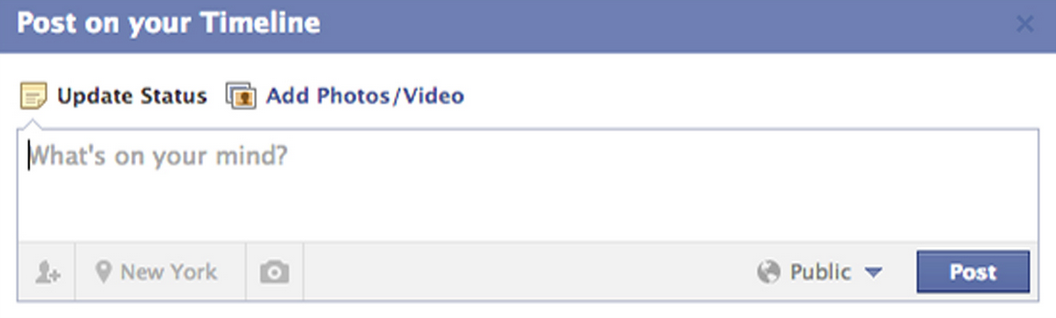 Post on your Timeline
Update Status Add Photos/Video
What's on your mind?
New York Public Post